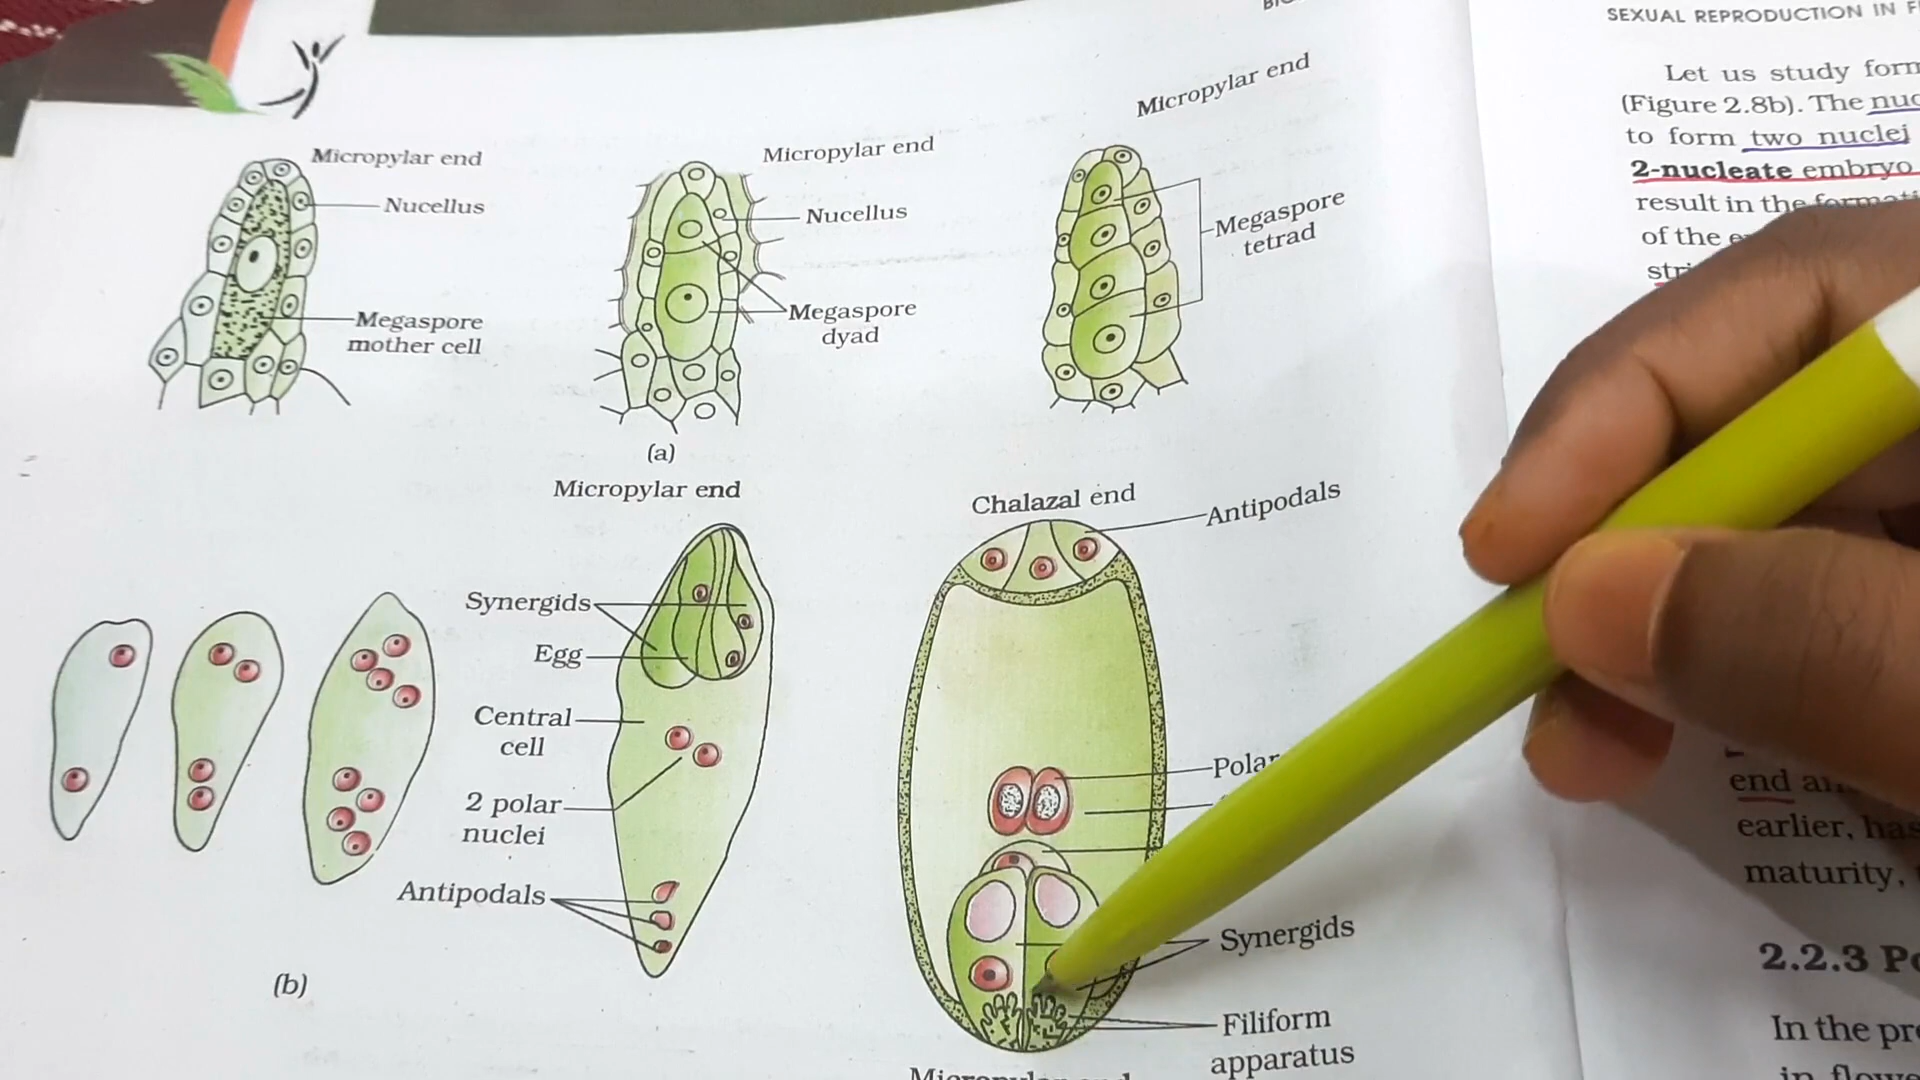 SEXUAL REPRODUCTION IN
Micropylar end
Nucellus
Megaspore
mother cell
Micropylar end
Nucellus
Megaspore
dyad
Micropylar end
Megaspore
tetrad
(a)
Micropylar end
Synergids
Egg
Central
cell
2 polar
nuclei
Antipodals
(b)
Chalazal end
Antipodals
Synergids
Filiform
apparatus
Let us study
(Figure 2.8b). The
to form two nuclei
2-nucleate embryo
result in the
of the
end
earlier, has
maturity,
2.2.3
In the
in